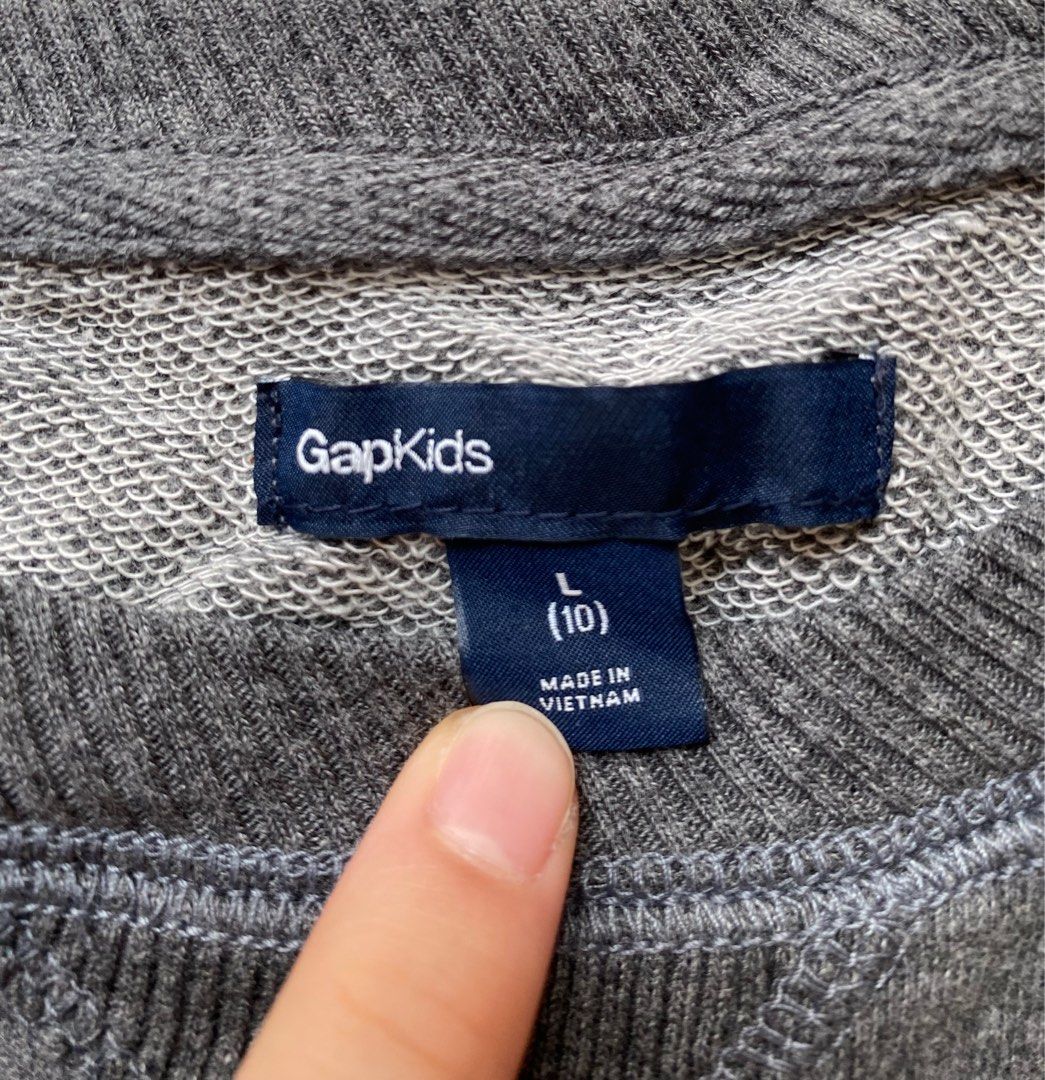 GapKids
L
(10)
MADE IN
VIETNAM